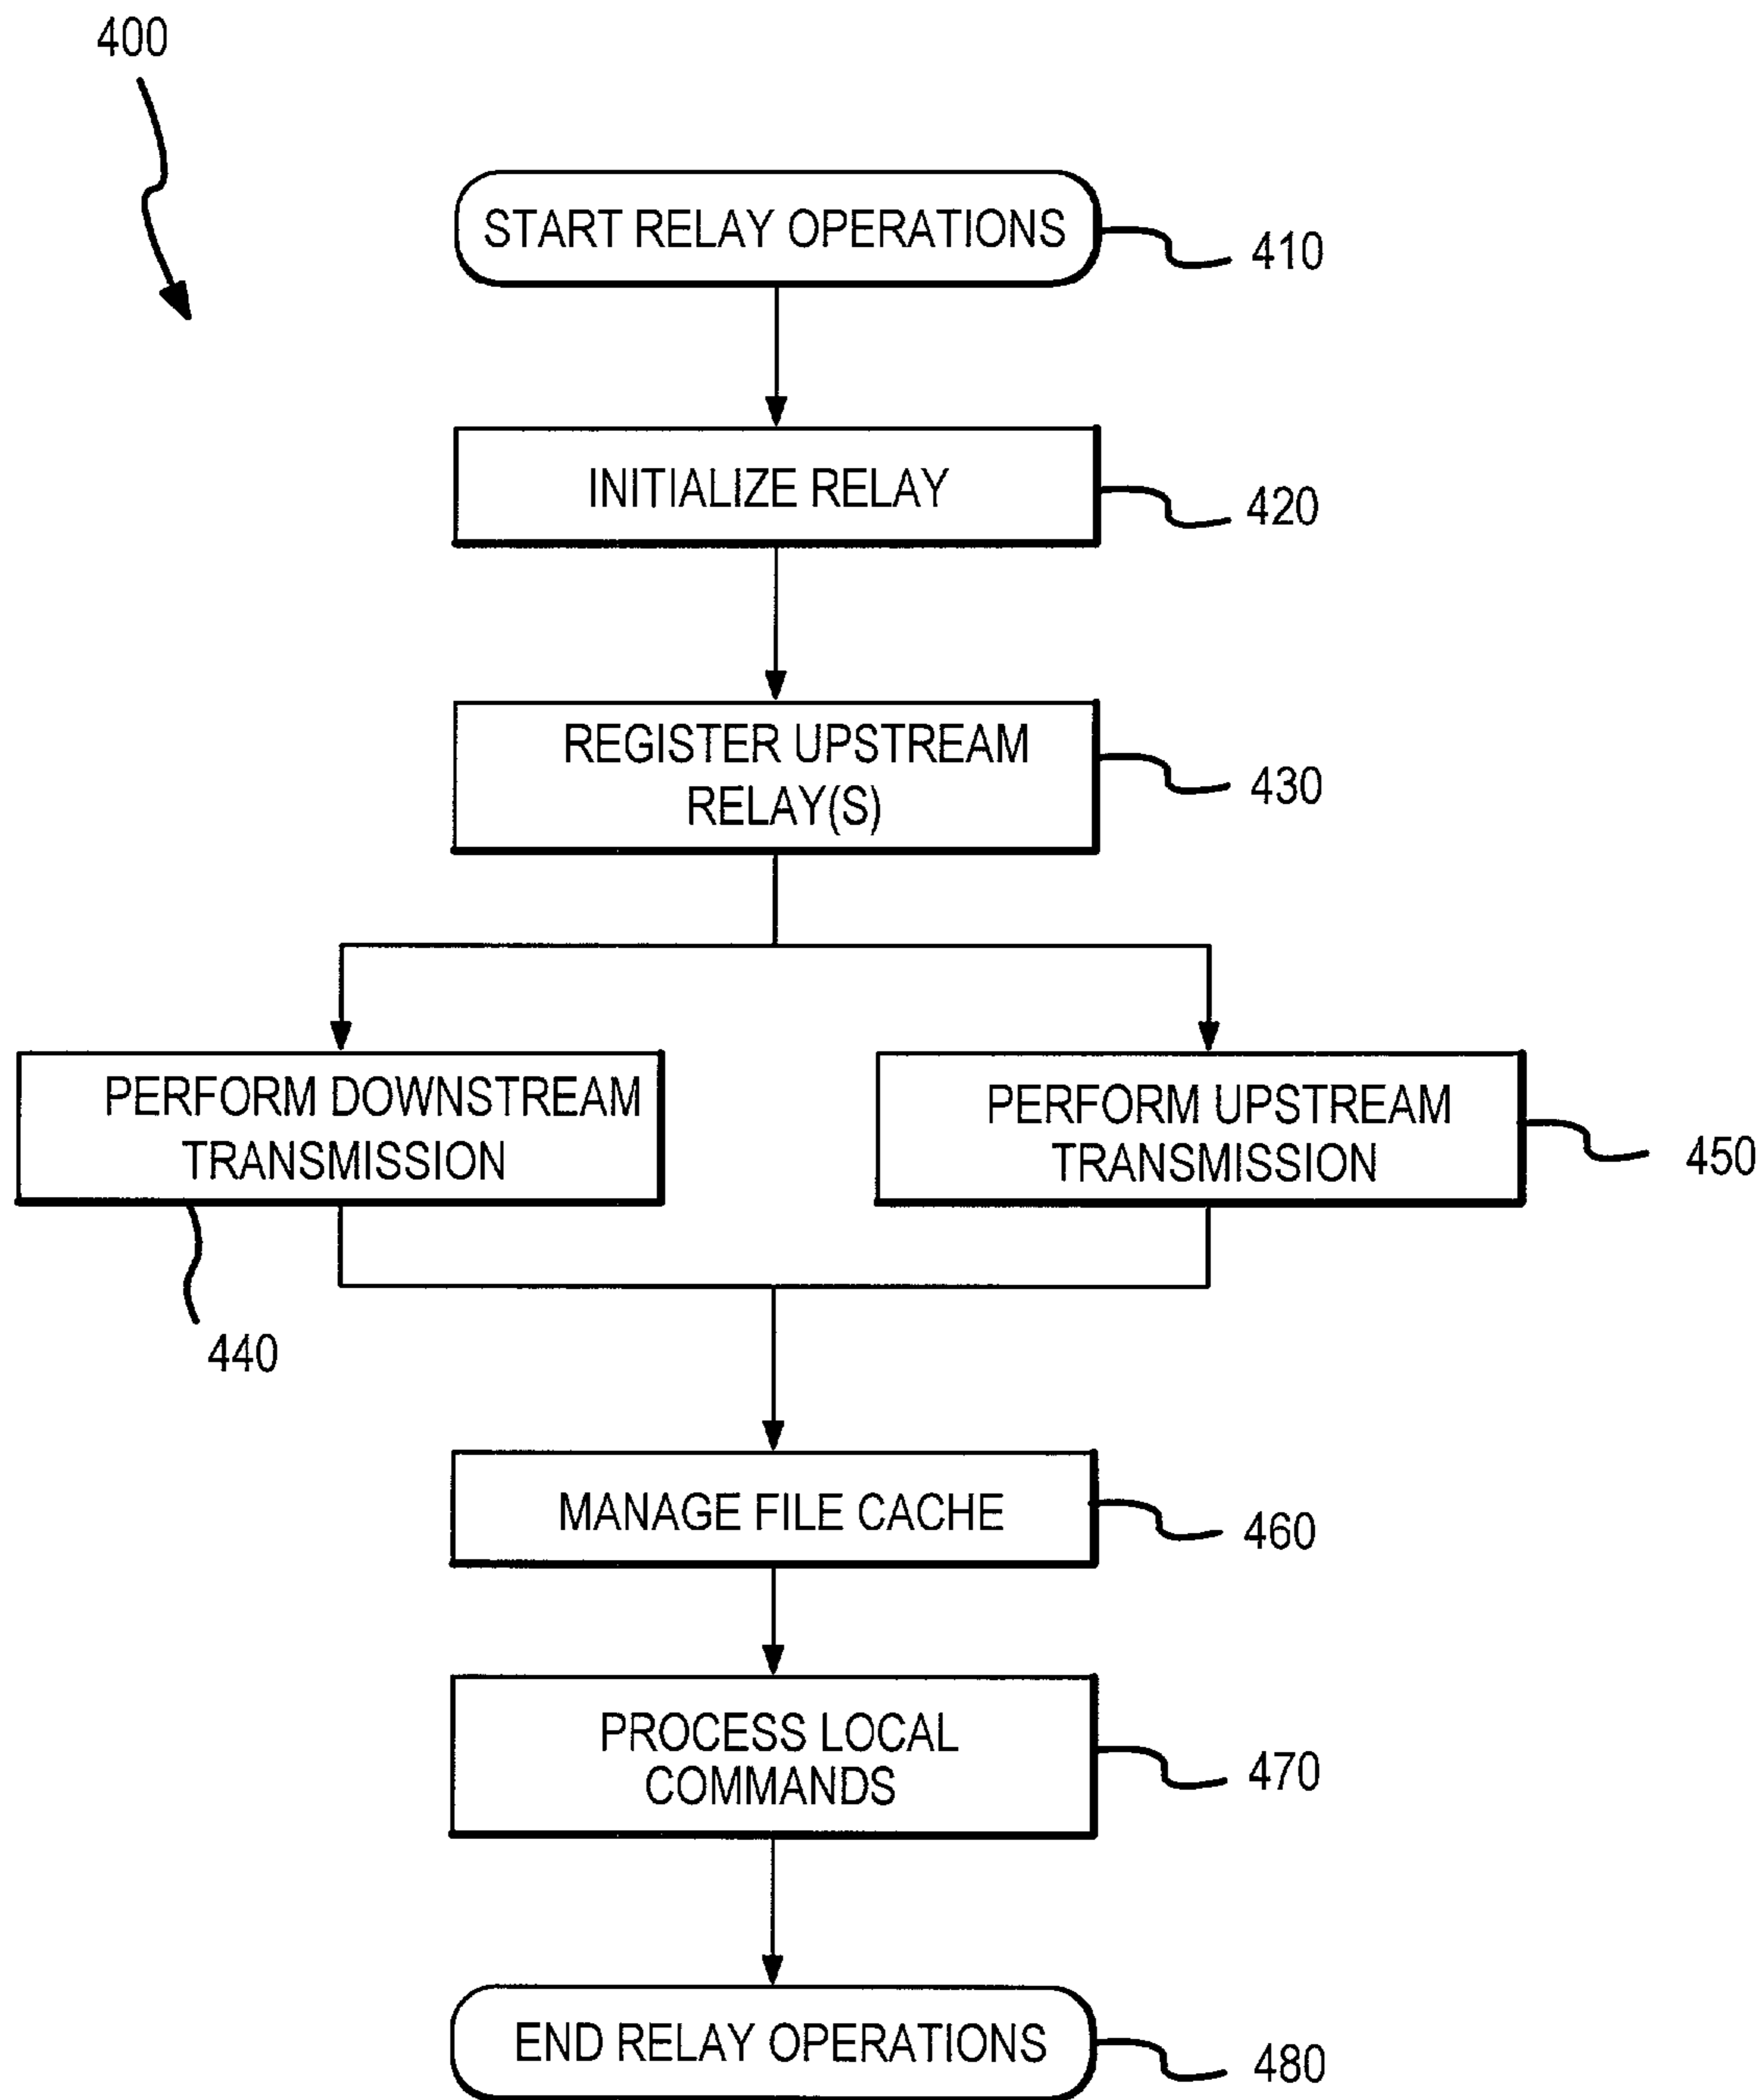 400
START RELAY OPERATIONS
410
INITIALIZE RELAY
420
REGISTER UPSTREAM
RELAY(S)
430
PERFORM DOWNSTREAM
TRANSMISSION
440
PERFORM UPSTREAM
TRANSMISSION
450
MANAGE FILE CACHE
460
PROCESS LOCAL
COMMANDS
470
END RELAY OPERATIONS
480